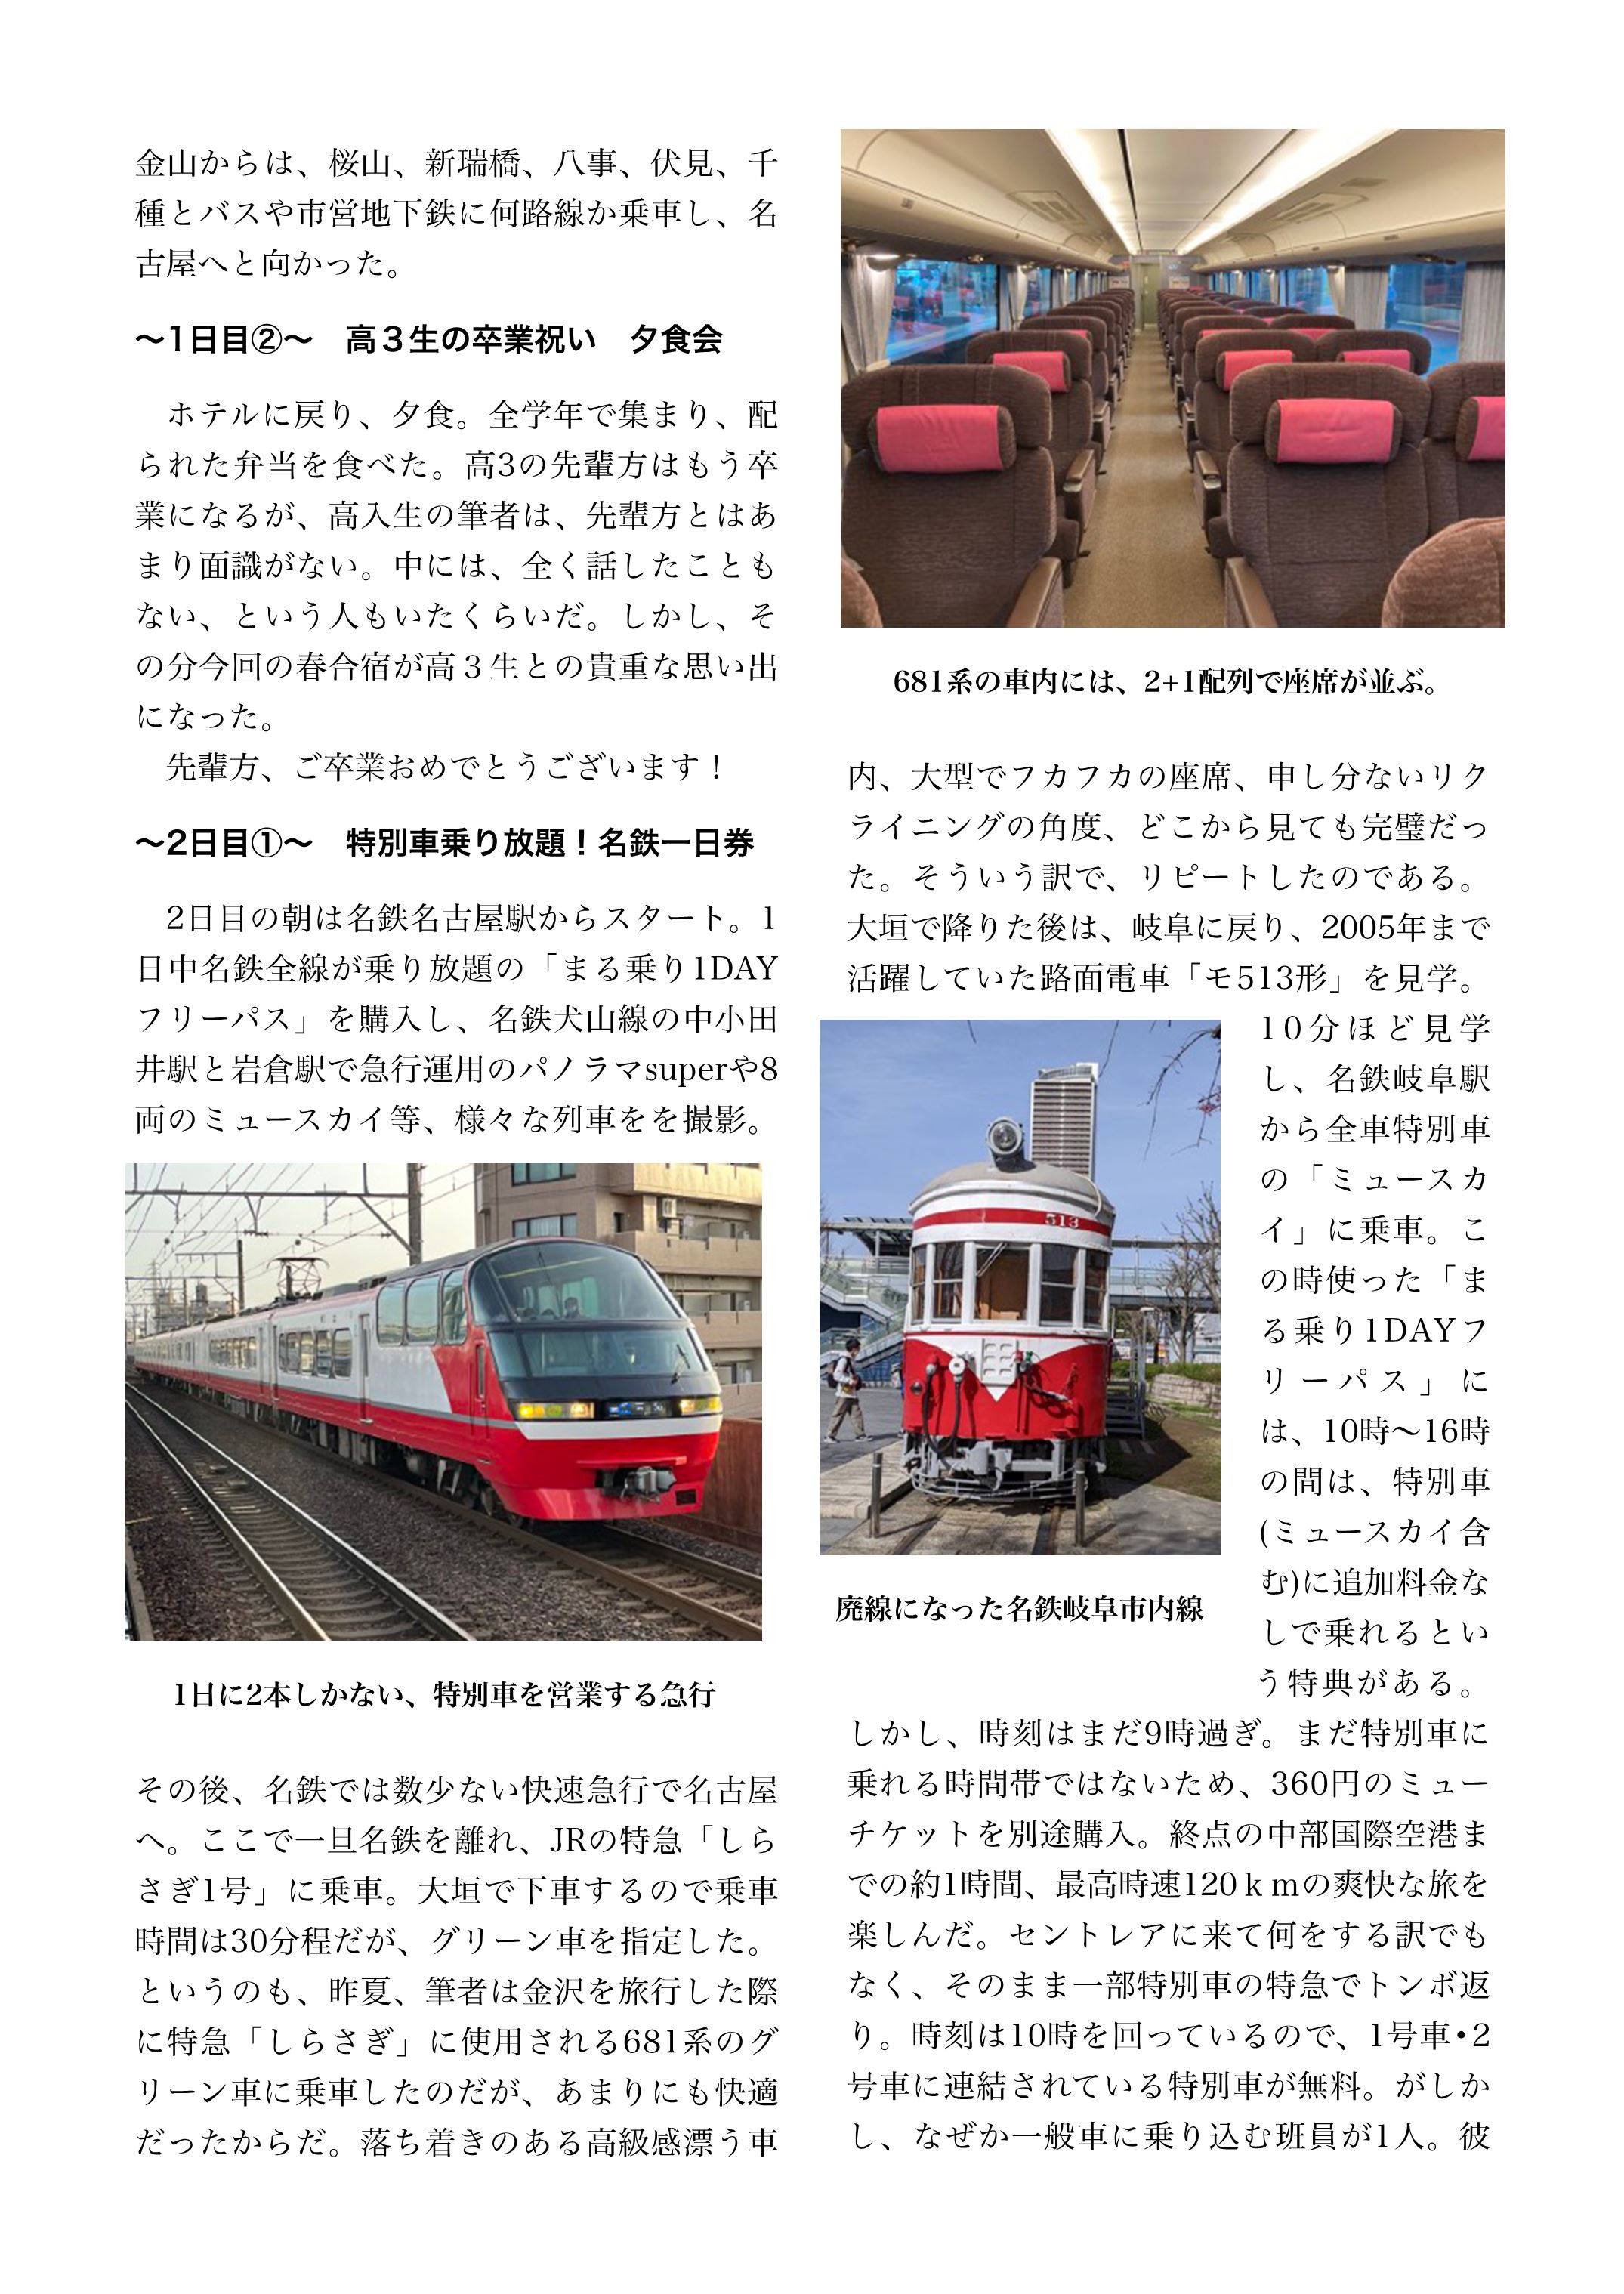 金山からは、桜山、新瑞橋、八事、伏見、千
種とバスや市営地下鉄に何路線か乗車し、名
古屋へと向かった。
〜1日目②〜　高３生の卒業祝い　夕食会
　ホテルに戻り、夕食。全学年で集まり、配
られた弁当を食べた。高3の先輩方はもう卒
業になるが、高入生の筆者は、先輩方とはあ
まり面識がない。中には、全く話したことも
ない、という人もいたくらいだ。しかし、そ
の分今回の春合宿が高３生との貴重な思い出
になった。
　先輩方、ご卒業おめでとうございます！
〜2日目①〜　特別車乗り放題！名鉄一日券
　2日目の朝は名鉄名古屋駅からスタート。1
日中名鉄全線が乗り放題の「まる乗り1DAY
フリーパス」を購入し、名鉄犬山線の中小田
井駅と岩倉駅で急行運用のパノラマsuperや8
両のミュースカイ等、様々な列車をを撮影。
1日に2本しかない、特別車を営業する急行
その後、名鉄では数少ない快速急行で名古屋
へ。ここで一旦名鉄を離れ、JRの特急「しら
さぎ1号」に乗車。大垣で下車するので乗車
時間は30分程だが、グリーン車を指定した。
というのも、昨夏、筆者は金沢を旅行した際
に特急「しらさぎ」に使用される681系のグ
リーン車に乗車したのだが、あまりにも快適
だったからだ。落ち着きのある高級感漂う車
681系の車内には、2+1配列で座席が並ぶ。
内、大型でフカフカの座席、申し分ないリク
ライニングの角度、どこから見ても完璧だっ
た。そういう訳で、リピートしたのである。
大垣で降りた後は、岐阜に戻り、2005年まで
活躍していた路面電車「モ513形」を見学。
10分ほど見学
し、名鉄岐阜駅
から全車特別車
の「ミュースカ
イ」に乗車。こ
の時使った「ま
る乗り1DAYフ
リーパス」に
は、10時〜16時
の間は、特別車
(ミュースカイ含
む)に追加料金な
しで乗れるとい
う特典がある。
513
廃線になった名鉄岐阜市内線
しかし、時刻はまだ9時過ぎ。まだ特別車に
乗れる時間帯ではないため、360円のミュー
チケットを別途購入。終点の中部国際空港ま
での約1時間、最高時速120ｋmの爽快な旅を
楽しんだ。セントレアに来て何をする訳でも
なく、そのまま一部特別車の特急でトンボ返
り。時刻は10時を回っているので、1号車•2
号車に連結されている特別車が無料。がしか
し、なぜか一般車に乗り込む班員が1人。彼